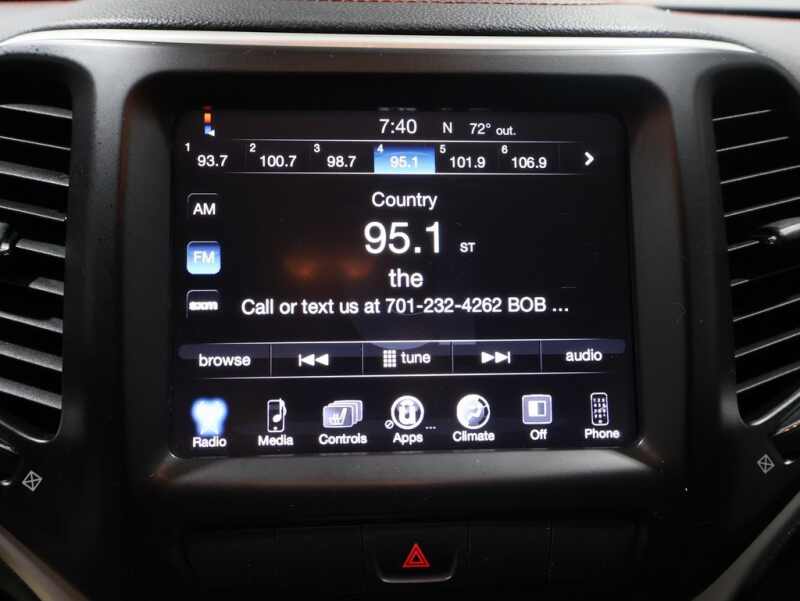 7:40 N 72° out.
1 93.7 2 100.7 3 98.7 4 95.1 5 101.9 6 106.9
AM
Country
95.1 ST
FM
the
sxm
Call or text us at 701-232-4262 BOB ...
browse tune audio
Radio Media Controls Apps ... Climate Off Phone